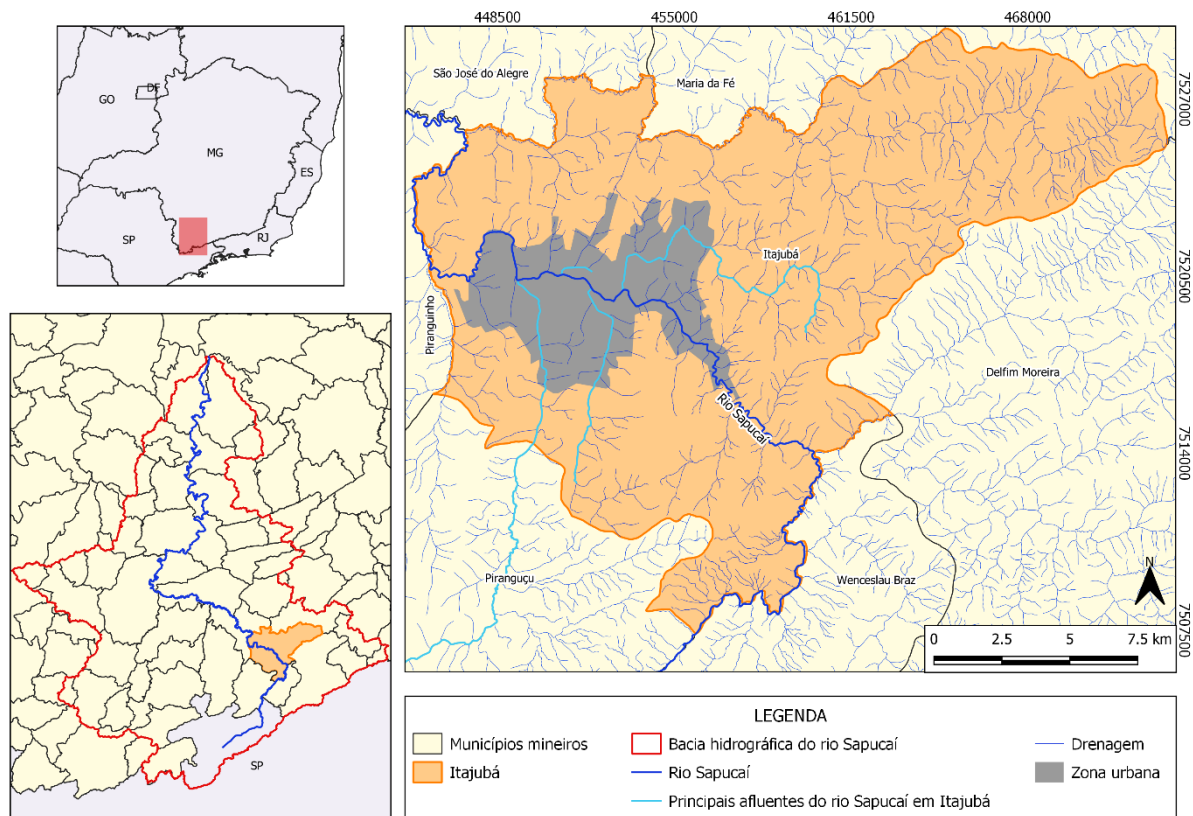 GO
DF
MG
ES
SP
RJ
448500
455000
461500
468000
São José do Alegre
Maria da Fé
7527000
Itajubá
7520500
Piranguinho
Delfim Moreira
Rio Sapucaí
7514000
Piranguçu
Wenceslau Braz
N
7507500
0 2.5 5 7.5 km
SP
LEGENDA
Municípios mineiros
Itajubá
Bacia hidrográfica do rio Sapucaí
Rio Sapucaí
Principais afluentes do rio Sapucaí em Itajubá
Drenagem
Zona urbana